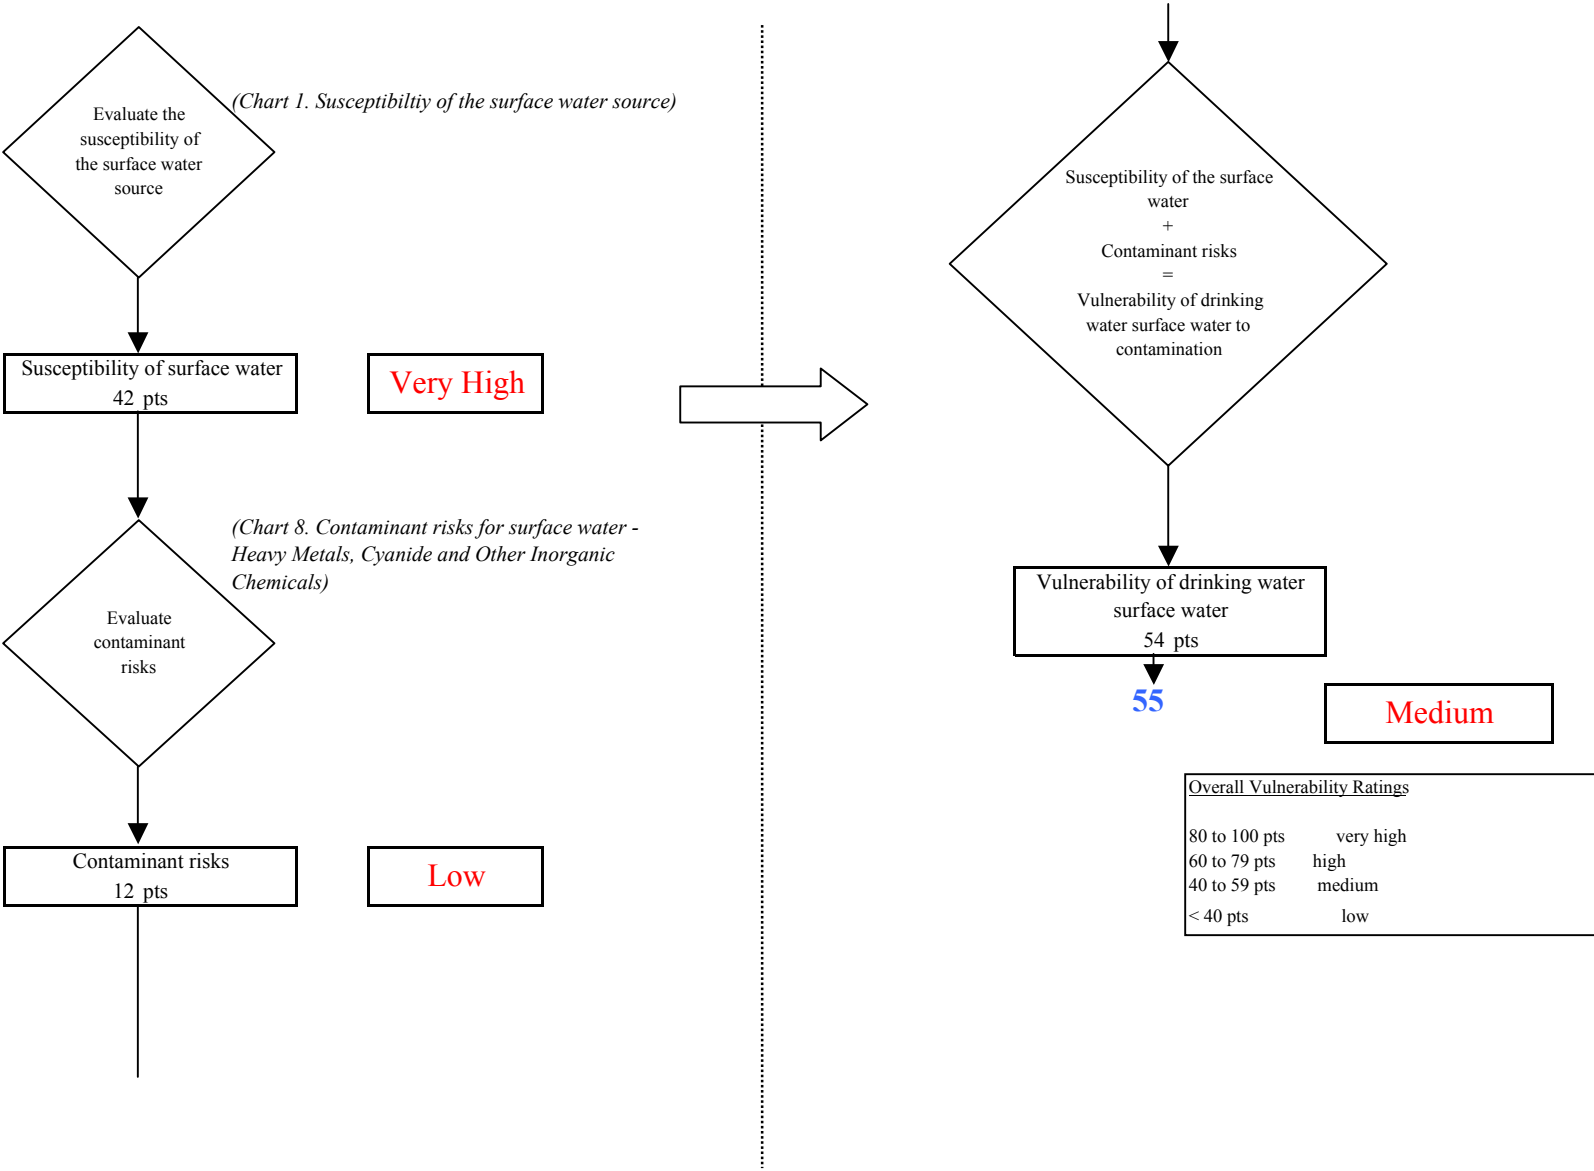 Evaluate the
susceptibility of
the surface water
source
(Chart 1. Susceptibiltiy of the surface water source)
Susceptibility of surface water
42 pts
Very High
(Chart 8. Contaminant risks for surface water -
Heavy Metals, Cyanide and Other Inorganic
Chemicals)
Evaluate
contaminant
risks
Contaminant risks
12 pts
Low
Susceptibility of the surface
water
+
Contaminant risks
=
Vulnerability of drinking
water surface water to
contamination
Vulnerability of drinking water
surface water
54 pts
55
Medium
Overall Vulnerability Ratings
80 to 100 pts very high
60 to 79 pts high
40 to 59 pts medium
< 40 pts low